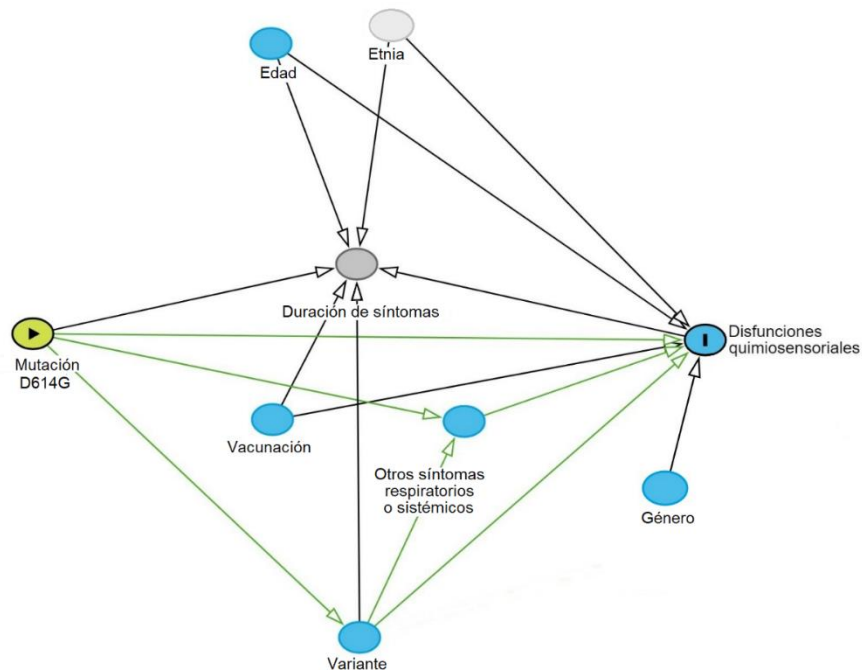 Edad
Etnia
Duración de síntomas
Disfunciones
quimiosensoriales
Mutación
D614G
Vacunación
Otros síntomas
respiratorios
o sistémicos
Género
Variante